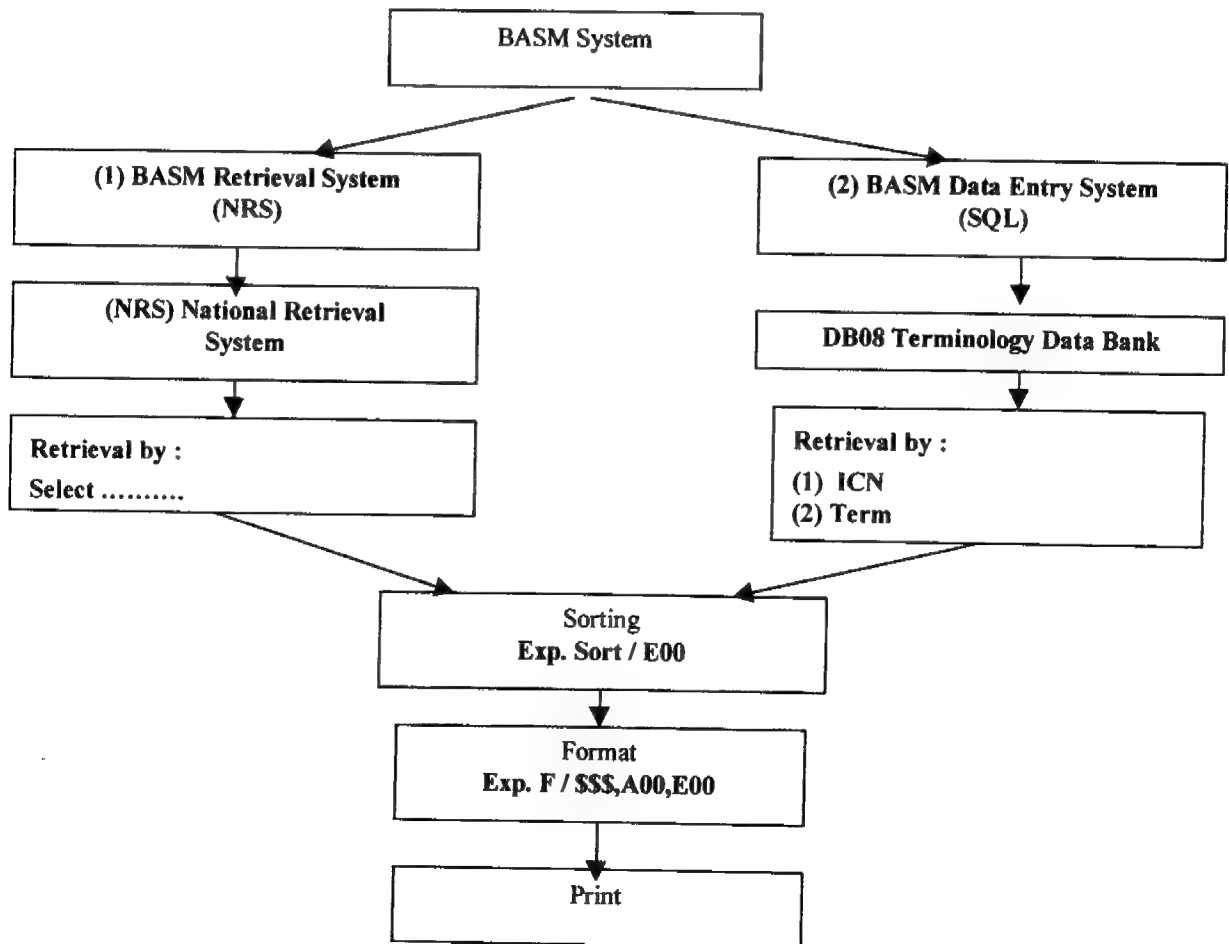 BASM System
(1) BASM Retrieval System
(NRS)
(2) BASM Data Entry System
(SQL)
(NRS) National Retrieval
System
DB08 Terminology Data Bank
Retrieval by :
Select ..........
Retrieval by :
(1) ICN
(2) Term
Sorting
Exp. Sort / E00
Format
Exp. F / $$$,A00,E00
Print